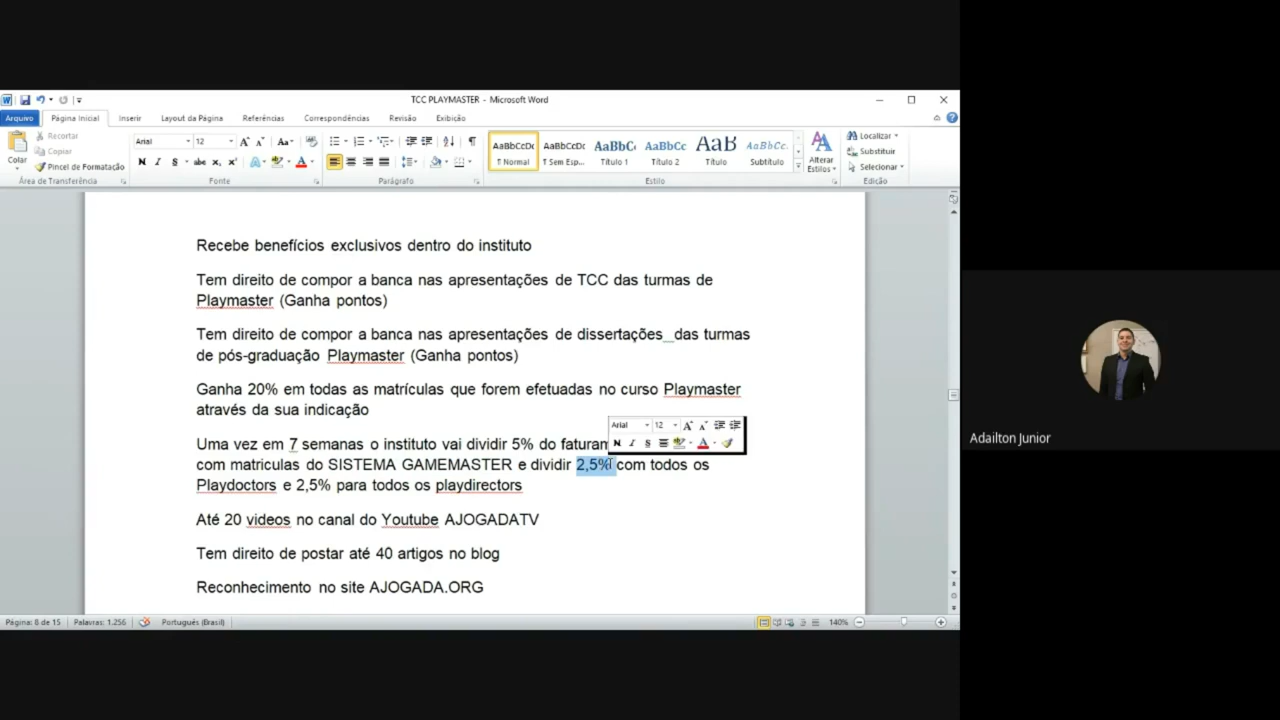 TCC PLAYMASTER - Microsoft Word
Arquivo Página Inicial Inserir Layout da Página Referências Correspondências Revisão Exibição
Colar
Recortar
Copiar
Pincel de Formatação
Área de Transferência
Arial 12
N I S abc x, x²
Fonte
Parágrafo
AaBbCcDc AaBbCcDc AaBbC AaBbCc AaB AaBbCc.
¶ Normal ¶ Sem Esp... Título 1 Título 2 Título Subtítulo
Alterar
Estilos
Estilo
Localizar
Substituir
Selecionar
Edição
Recebe benefícios exclusivos dentro do instituto
Tem direito de compor a banca nas apresentações de TCC das turmas de
Playmaster (Ganha pontos)
Tem direito de compor a banca nas apresentações de dissertações das turmas
de pós-graduação Playmaster (Ganha pontos)
Ganha 20% em todas as matrículas que forem efetuadas no curso Playmaster
através da sua indicação
Arial 12
N I S
Uma vez em 7 semanas o instituto vai dividir 5% do
com matriculas do SISTEMA GAMEMASTER e dividir 2,5% com todos os
Playdoctors e 2,5% para todos os playdirectors
Até 20 videos no canal do Youtube AJOGADATV
Tem direito de postar até 40 artigos no blog
Reconhecimento no site AJOGADA.ORG
Página: 8 de 15 Palavras: 1.256 Português (Brasil) 140%
Adailton Junior